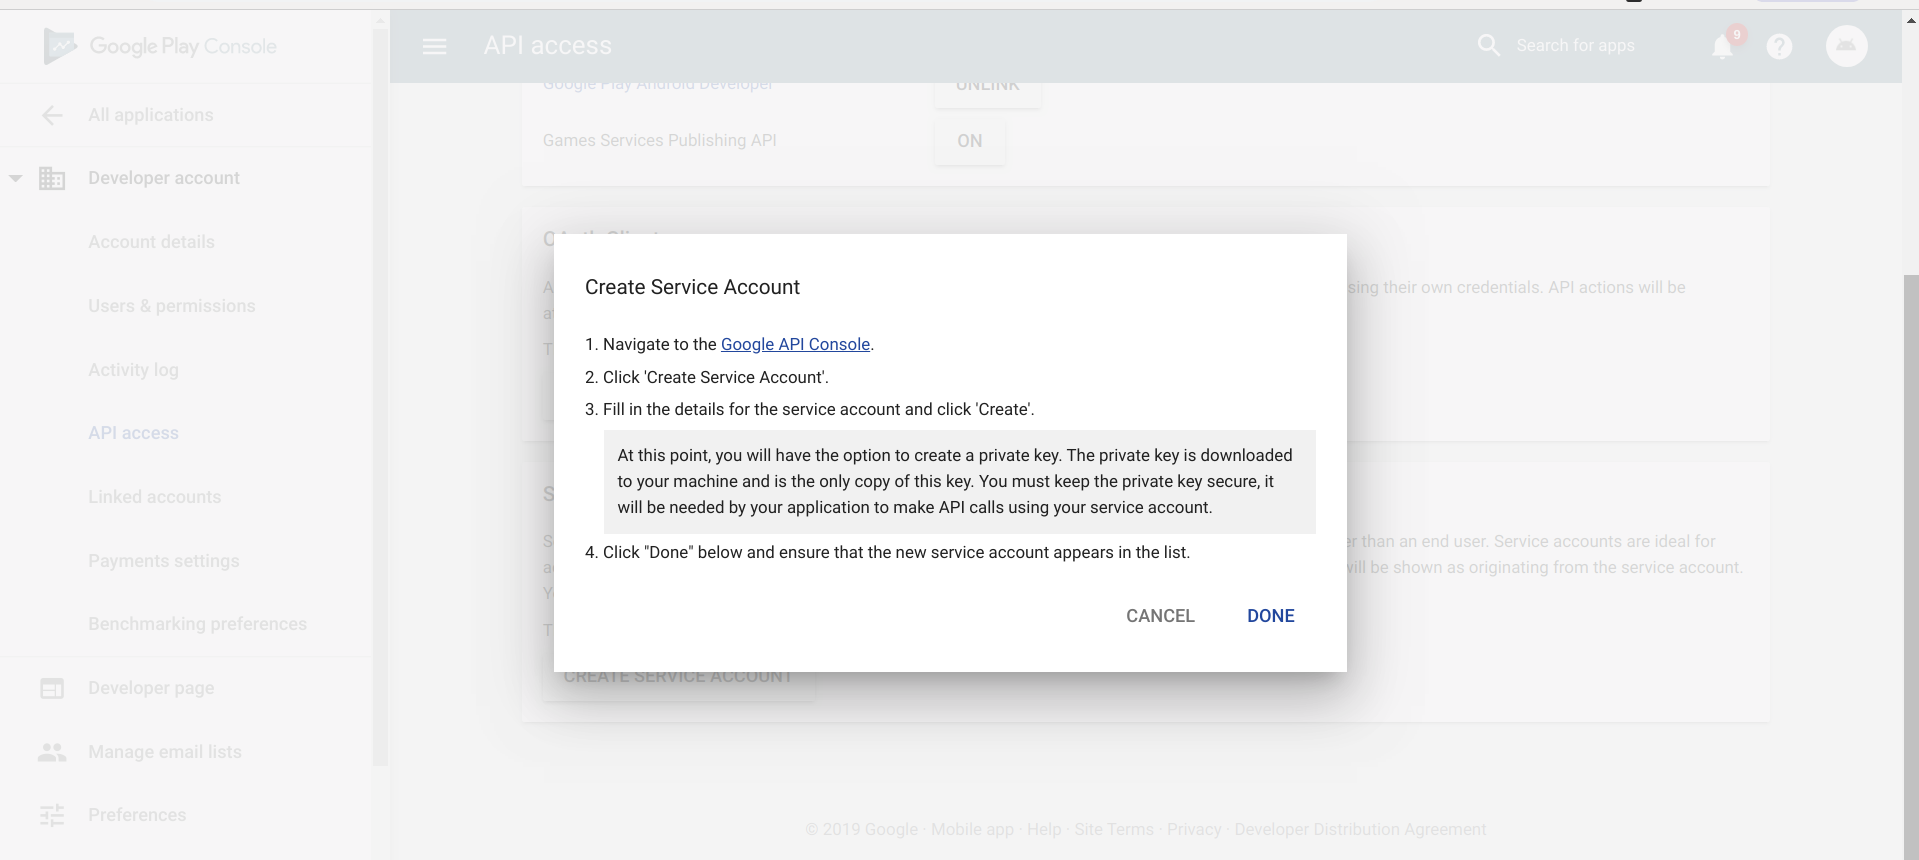 Google Play Console
API access
Search for apps
9
All applications
Developer account
Account details
Users & permissions
Activity log
API access
Linked accounts
Payments settings
Benchmarking preferences
Developer page
Manage email lists
Preferences
Google Play Android Developer
UNLINK
Games Services Publishing API
ON
sing their own credentials. API actions will be
Create Service Account
1. Navigate to the Google API Console.
2. Click 'Create Service Account'.
3. Fill in the details for the service account and click 'Create'.
At this point, you will have the option to create a private key. The private key is downloaded
to your machine and is the only copy of this key. You must keep the private key secure, it
will be needed by your application to make API calls using your service account.
4. Click "Done" below and ensure that the new service account appears in the list.
CANCEL
DONE
er than an end user. Service accounts are ideal for
will be shown as originating from the service account.
CREATE SERVICE ACCOUNT
© 2019 Google · Mobile app · Help · Site Terms · Privacy · Developer Distribution Agreement